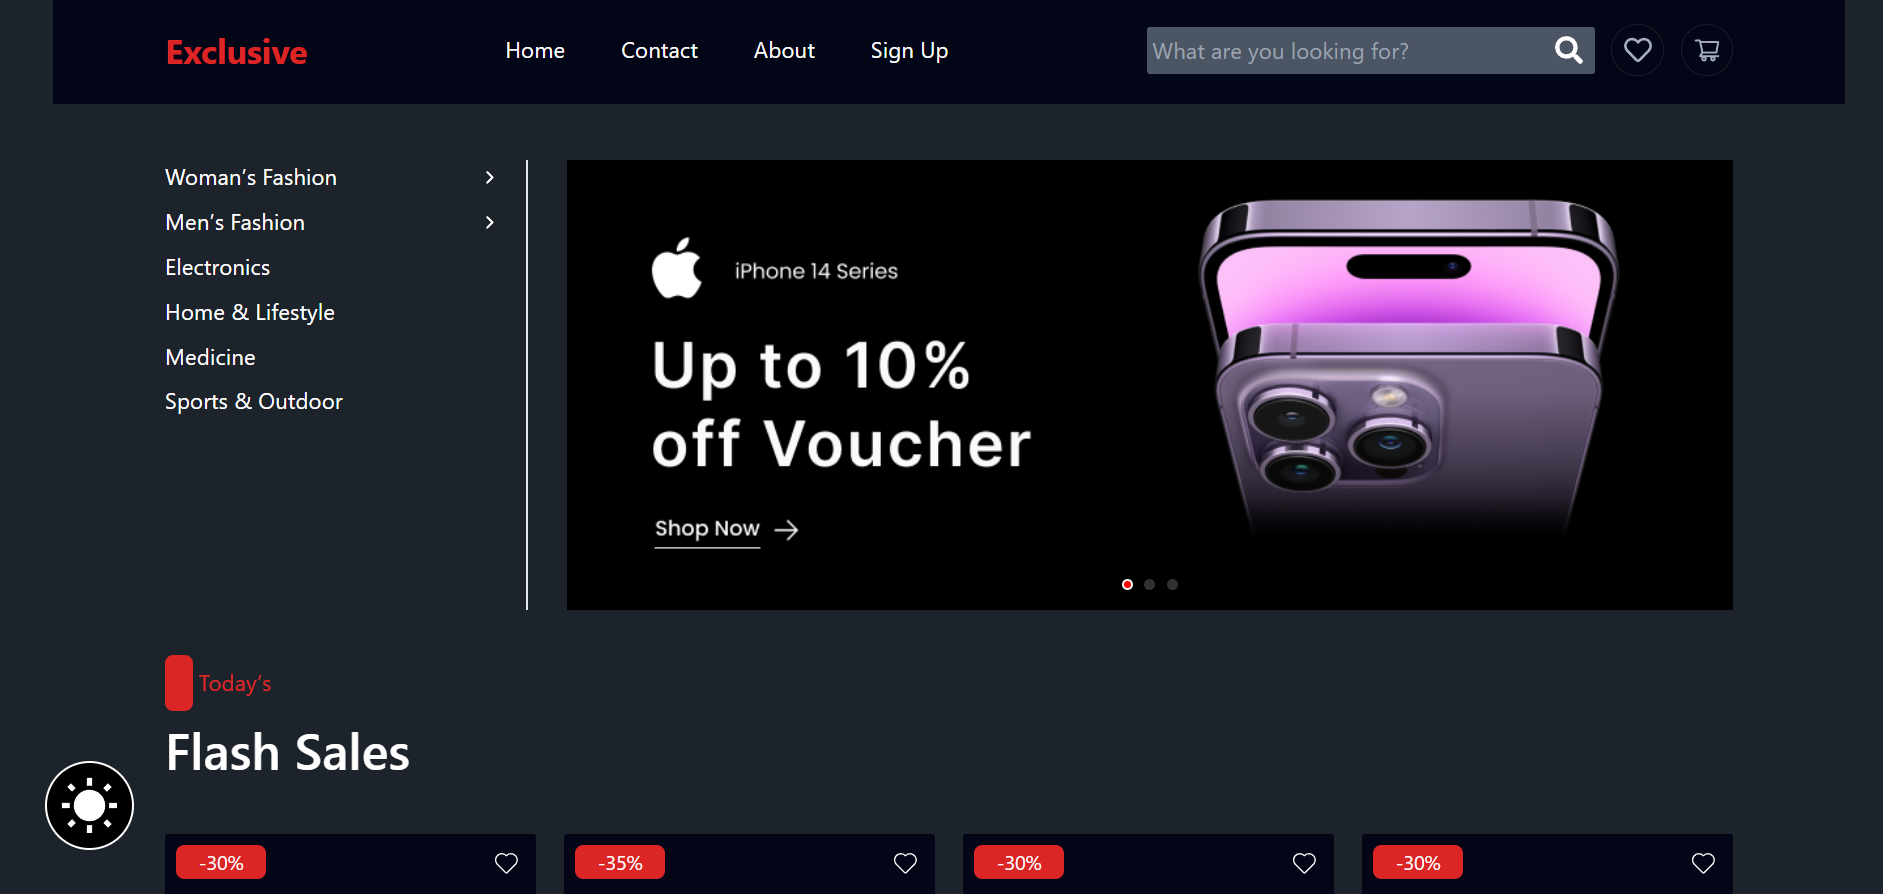 Exclusive
Home Contact About Sign Up
What are you looking for?
Woman’s Fashion
Men’s Fashion
Electronics
Home & Lifestyle
Medicine
Sports & Outdoor
iPhone 14 Series
Up to 10%
off Voucher
Shop Now
Today’s
Flash Sales
-30% -35% -30% -30%